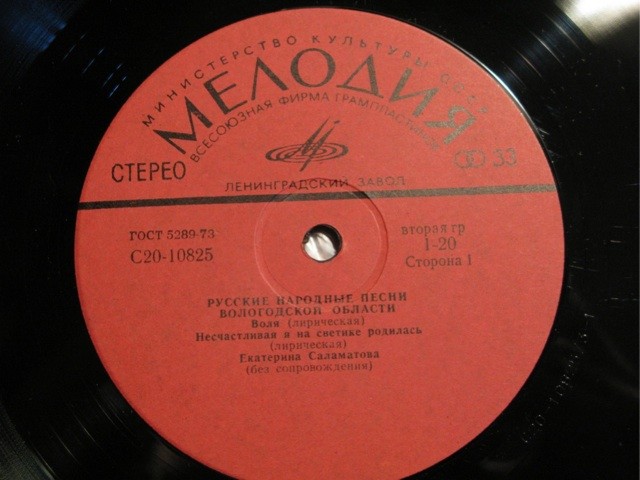 МИНИСТЕРСТВО КУЛЬТУРЫ СССР
МЕЛОДИЯ
ВСЕСОЮЗНАЯ ФИРМА ГРАМПЛАСТИНОК
СТЕРЕО
33
ЛЕНИНГРАДСКИЙ ЗАВОД
ГОСТ 5289-73
вторая гр
С20-10825
1-20
Сторона 1
РУССКИЕ НАРОДНЫЕ ПЕСНИ
ВОЛОГОДСКОЙ ОБЛАСТИ
Воля (лирическая)
Несчастливая я на светике родилась
(лирическая)
Екатерина Саламатова
(без сопровождения)